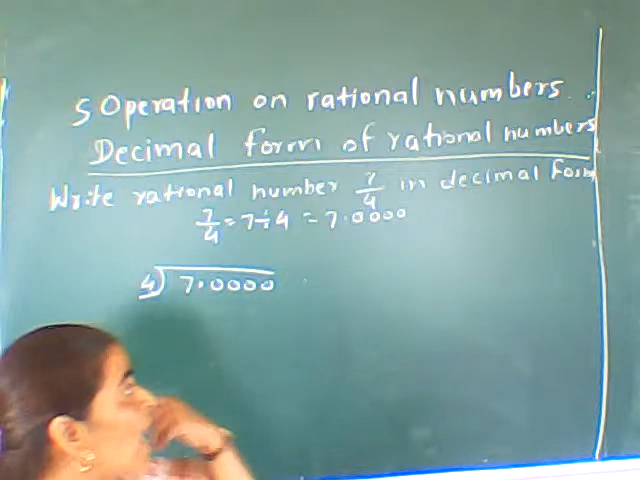 5 Operation on rational numbers.
Decimal form of rational numbers
Write rational number 7/4 in decimal form
7/4 = 7÷4 = 7.0000
4) 7.0000